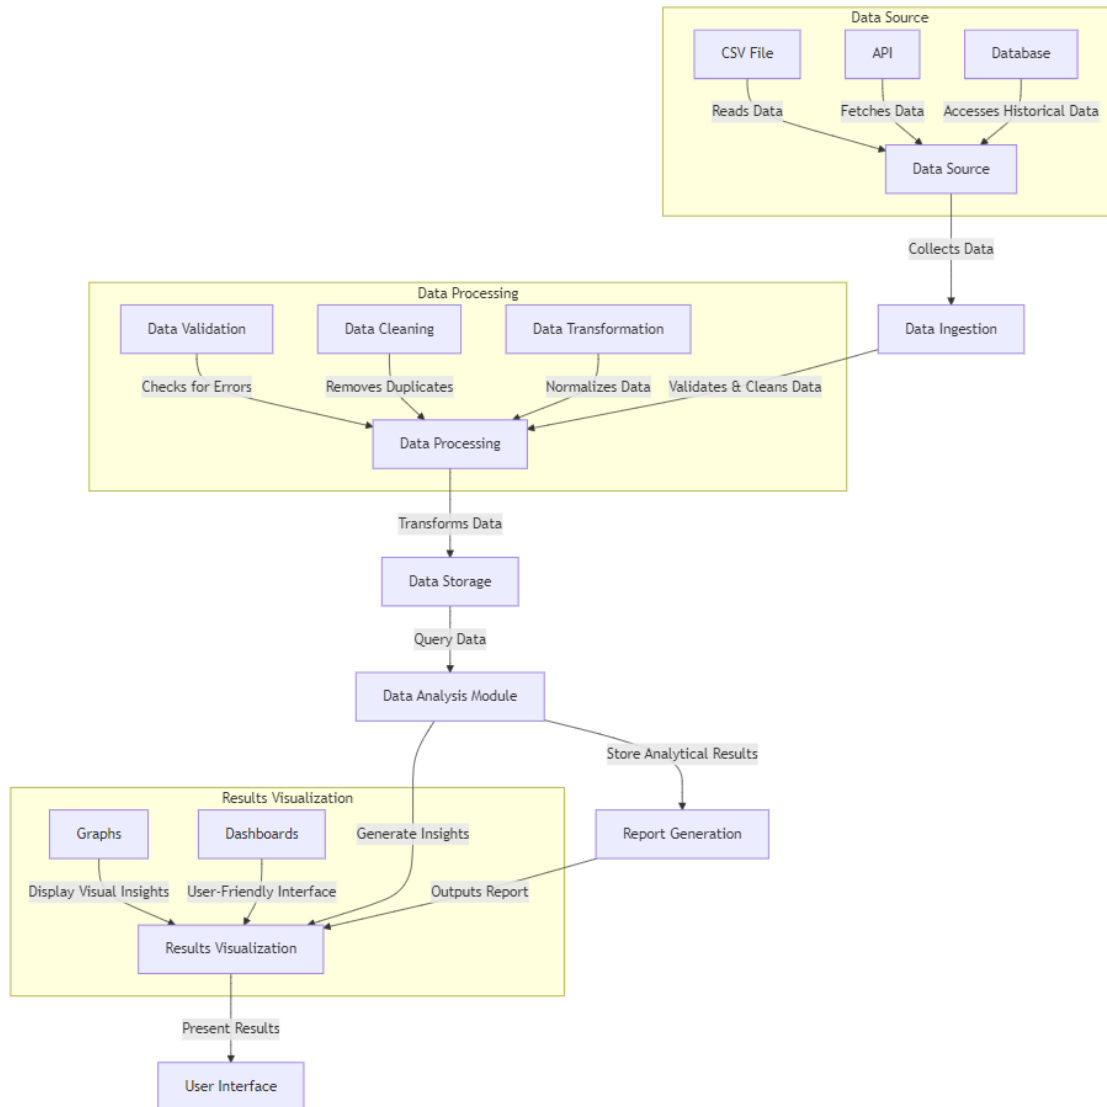 Data Source
CSV File
API
Database
Reads Data
Fetches Data
Accesses Historical Data
Data Source
Collects Data
Data Ingestion
Data Processing
Data Validation
Data Cleaning
Data Transformation
Checks for Errors
Removes Duplicates
Normalizes Data
Validates & Cleans Data
Data Processing
Transforms Data
Data Storage
Query Data
Data Analysis Module
Store Analytical Results
Report Generation
Results Visualization
Graphs
Dashboards
Generate Insights
Display Visual Insights
User-Friendly Interface
Outputs Report
Results Visualization
Present Results
User Interface